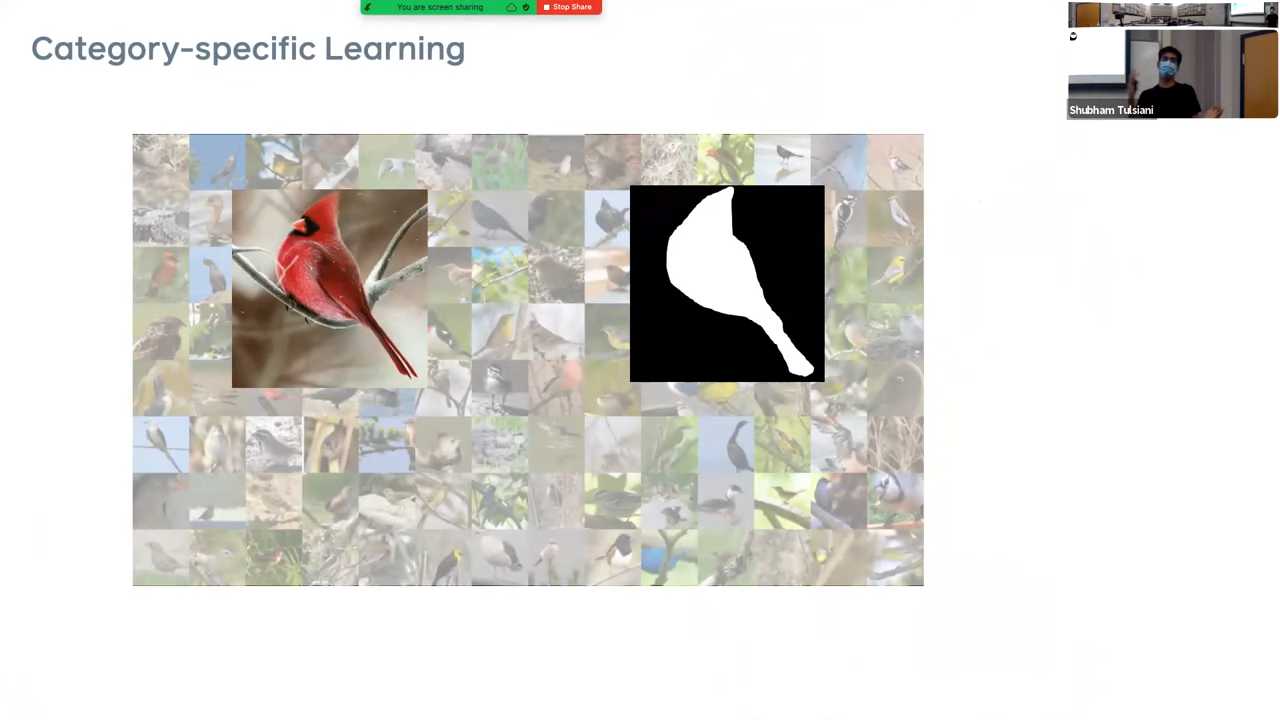 You are screen sharing
Stop Share
Category-specific Learning
Shubham Tulsiani